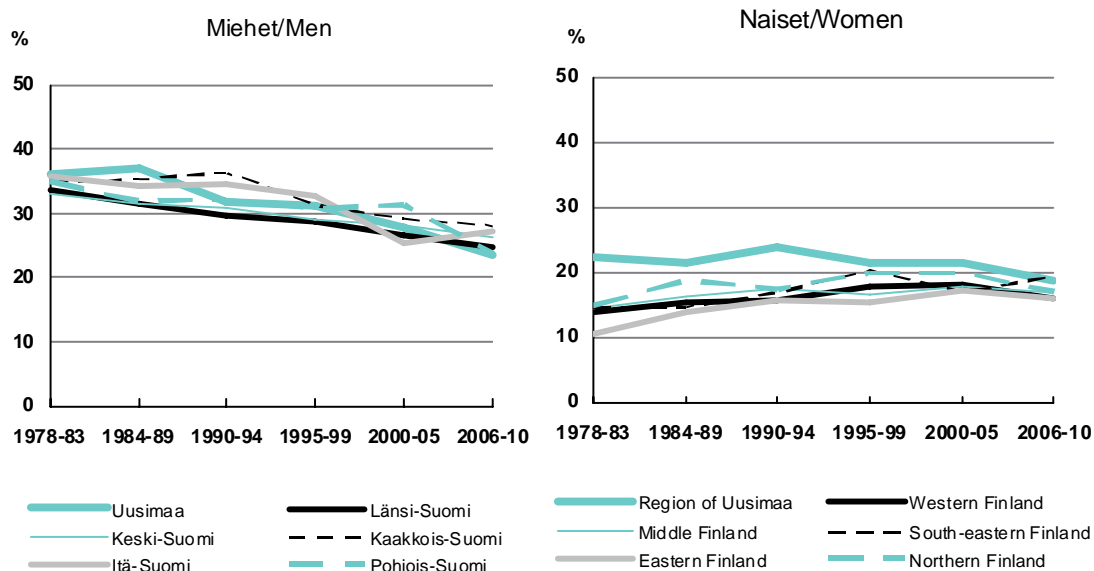 Miehet/Men
%
50
40
30
20
10
0
1978-83 1984-89 1990-94 1995-99 2000-05 2006-10
Uusimaa Länsi-Suomi
Keski-Suomi Kaakkois-Suomi
Itä-Suomi Pohjois-Suomi
Naiset/Women
%
50
40
30
20
10
0
1978-83 1984-89 1990-94 1995-99 2000-05 2006-10
Region of Uusimaa Western Finland
Middle Finland South-eastern Finland
Eastern Finland Northern Finland